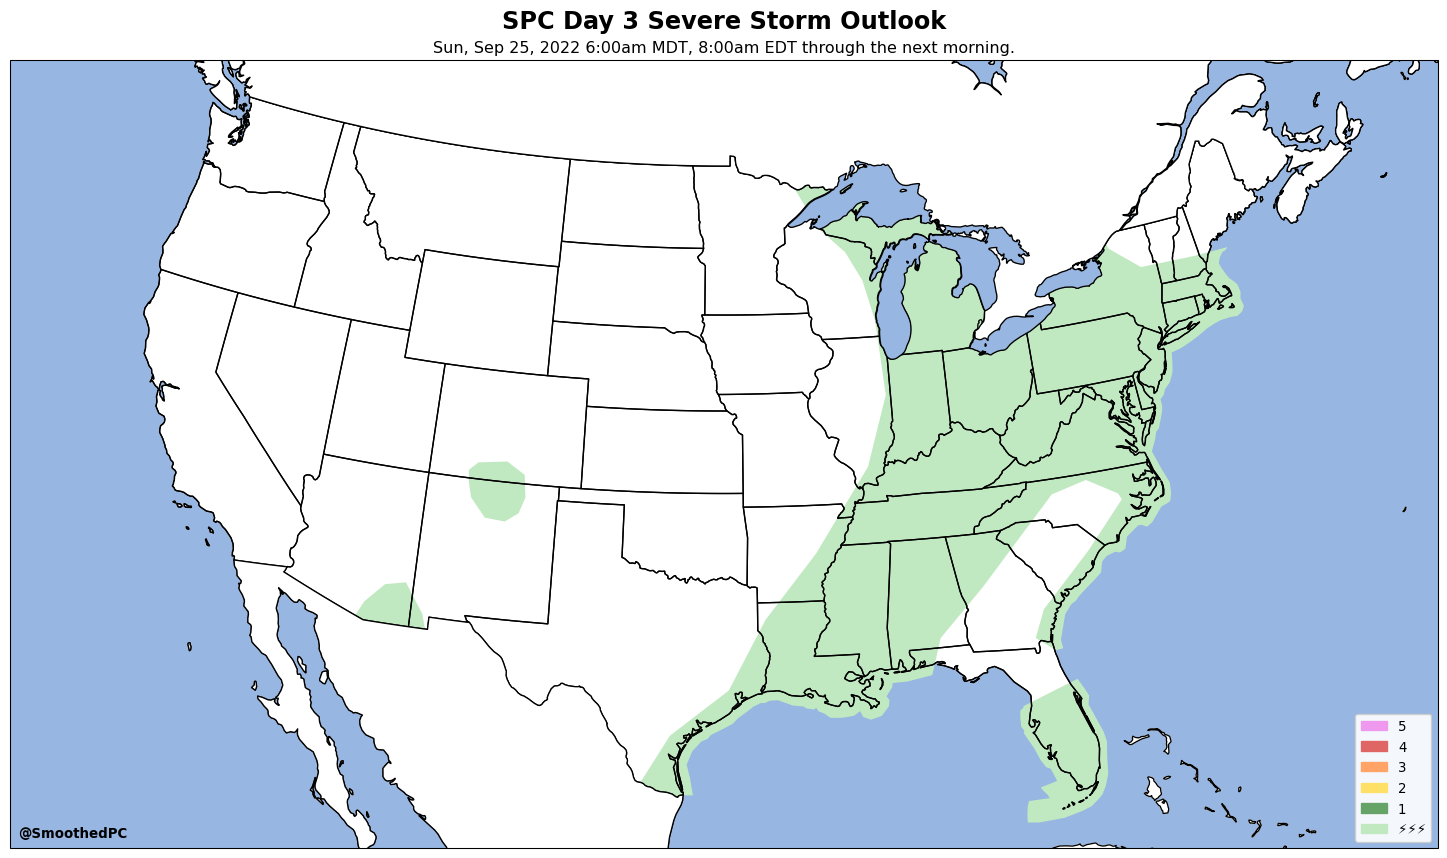 SPC Day 3 Severe Storm Outlook
Sun, Sep 25, 2022 6:00am MDT, 8:00am EDT through the next morning.
5
4
3
2
1
⚡⚡⚡
@SmoothedPC